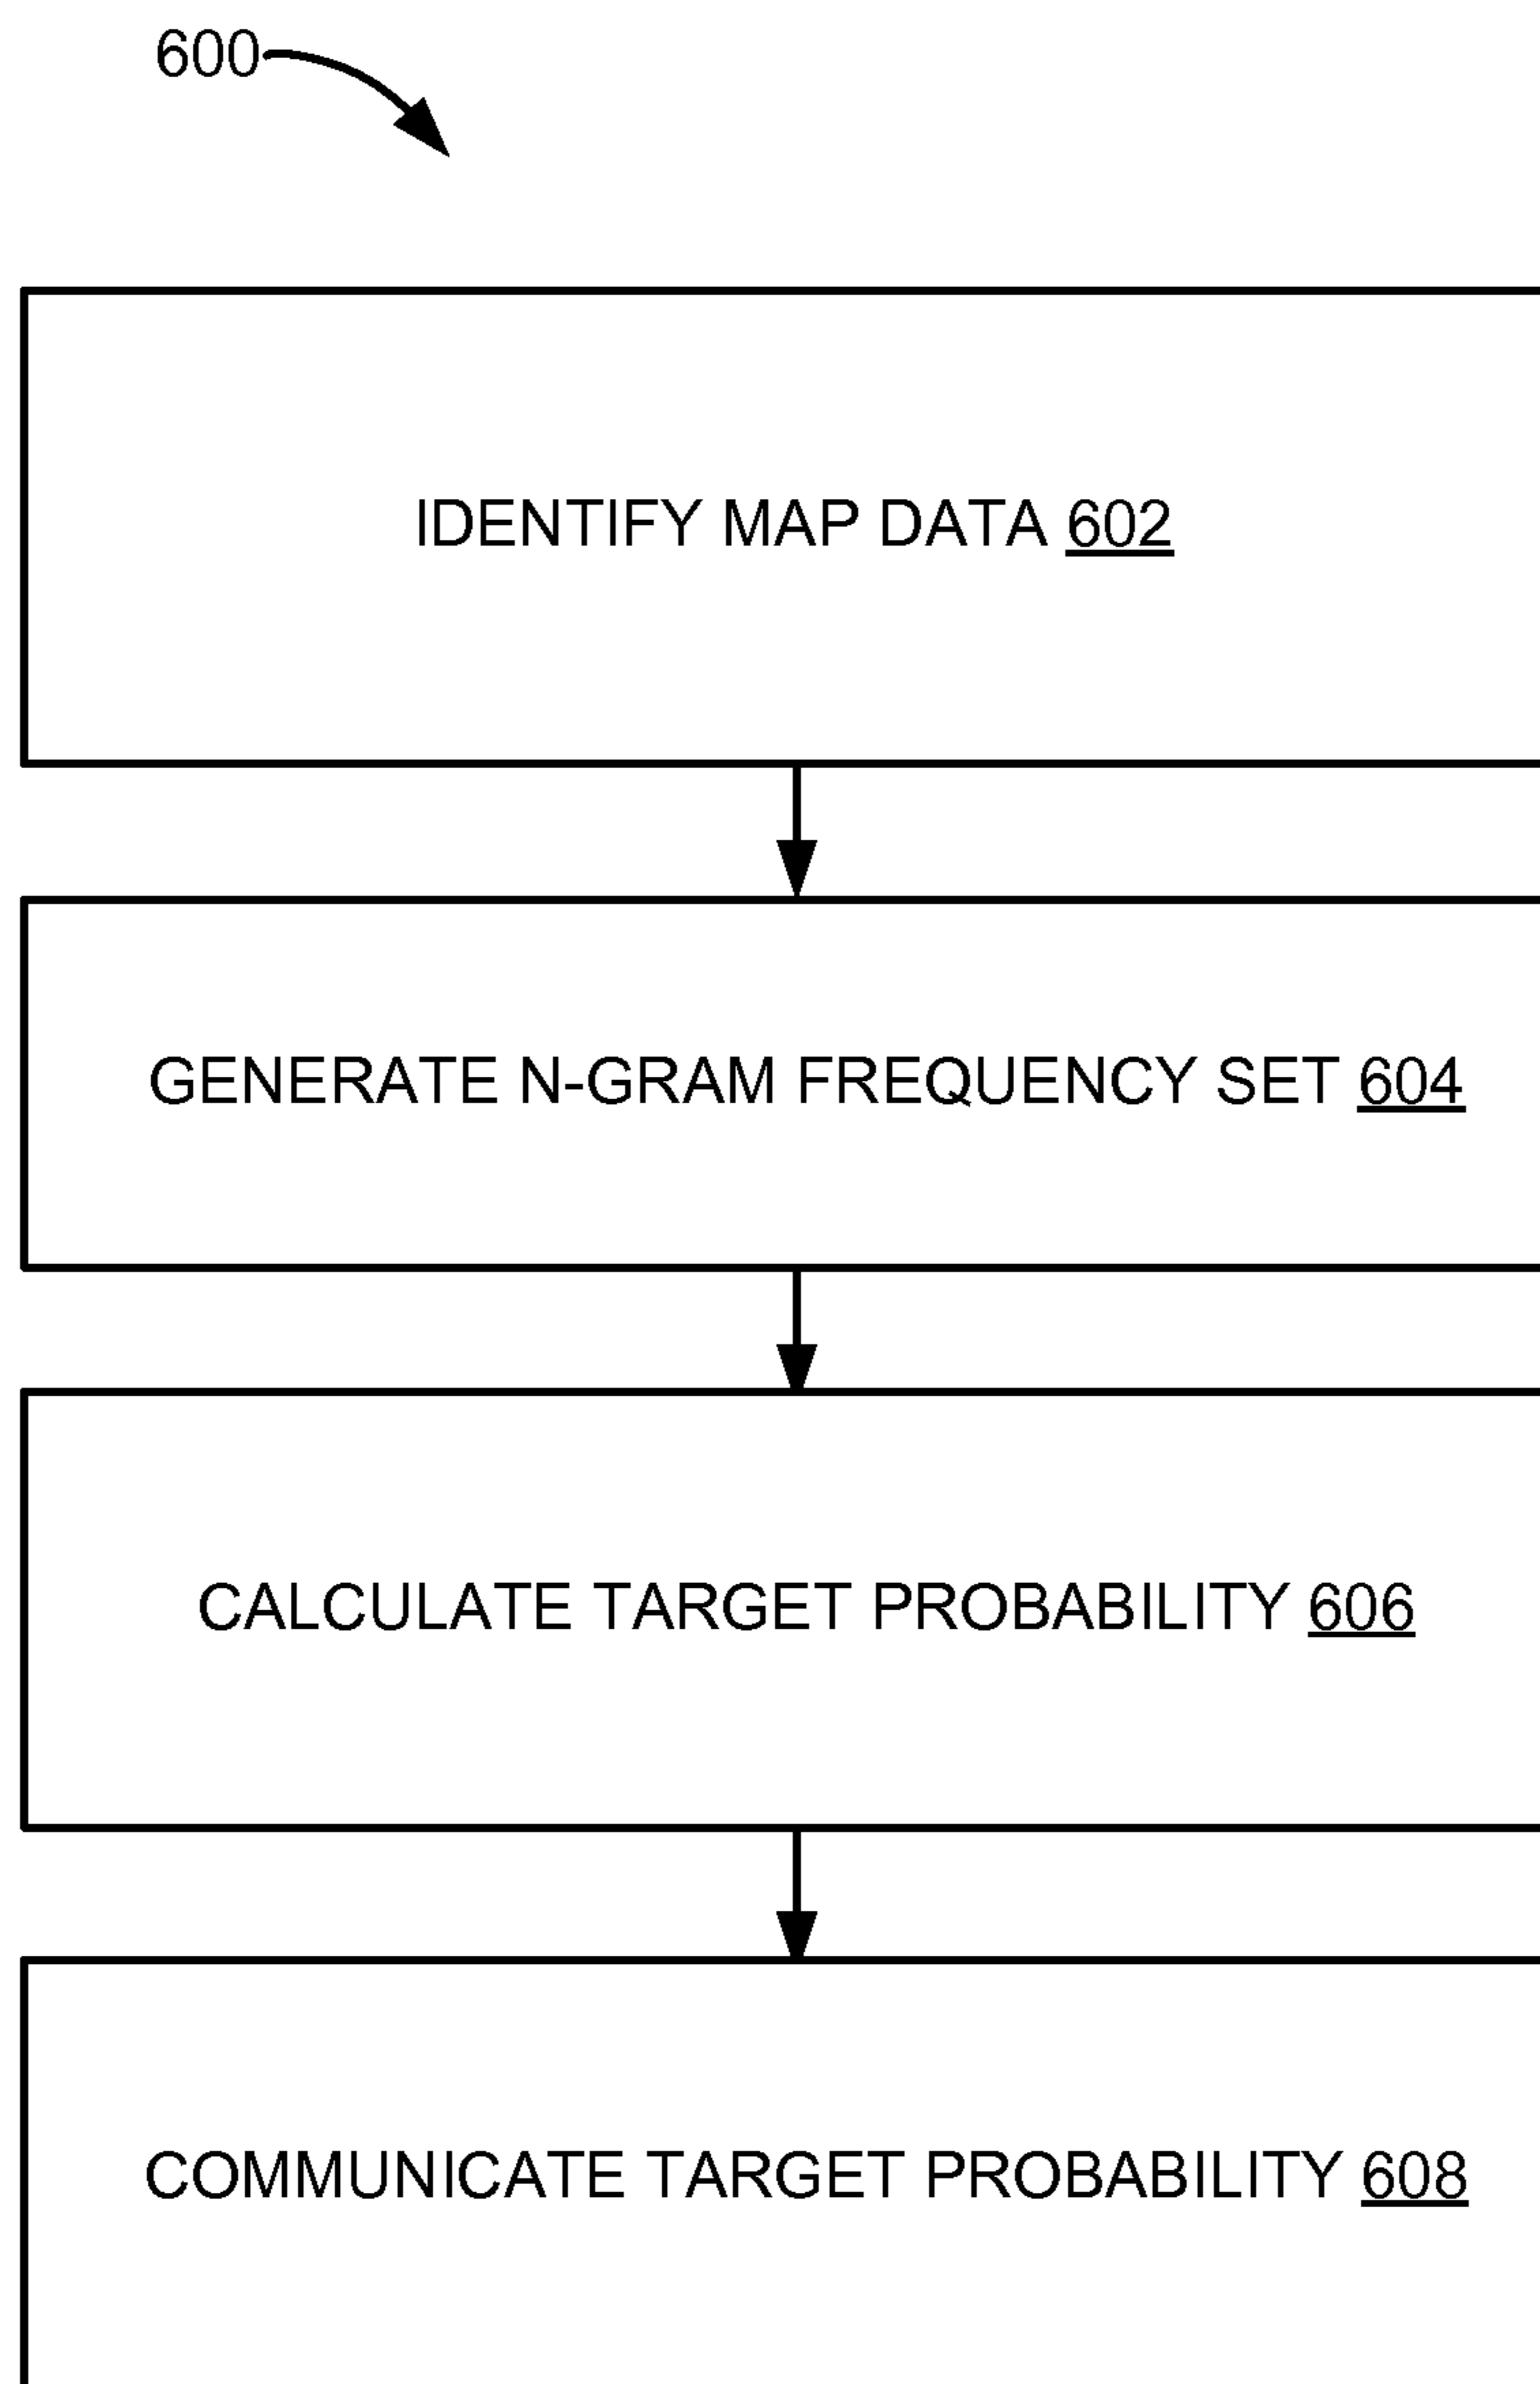 600
IDENTIFY MAP DATA 602
GENERATE N-GRAM FREQUENCY SET 604
CALCULATE TARGET PROBABILITY 606
COMMUNICATE TARGET PROBABILITY 608